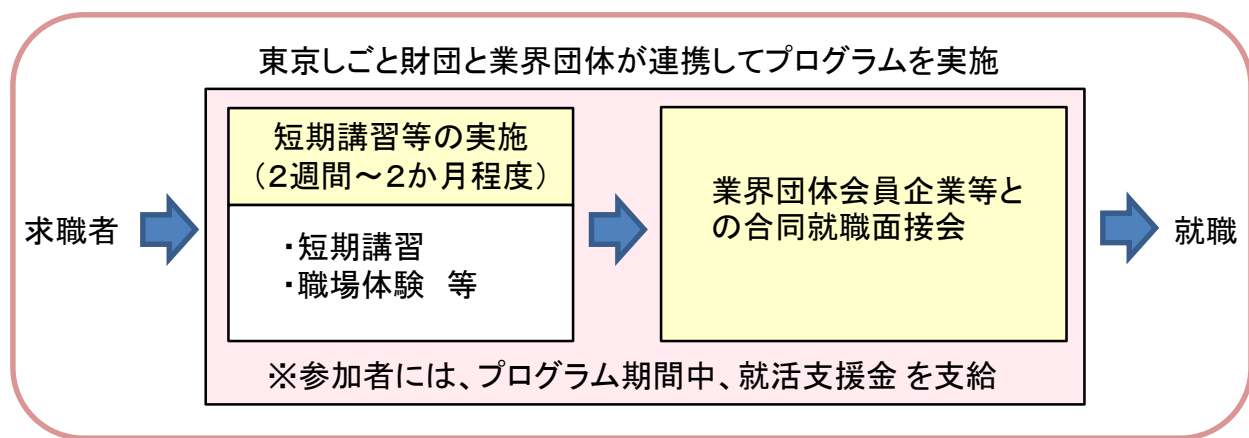 東京しごと財団と業界団体が連携してプログラムを実施
短期講習等の実施
（２週間～２か月程度）
求職者
・短期講習
・職場体験　等
業界団体会員企業等と
の合同就職面接会
就職
※参加者には、プログラム期間中、就活支援金 を支給